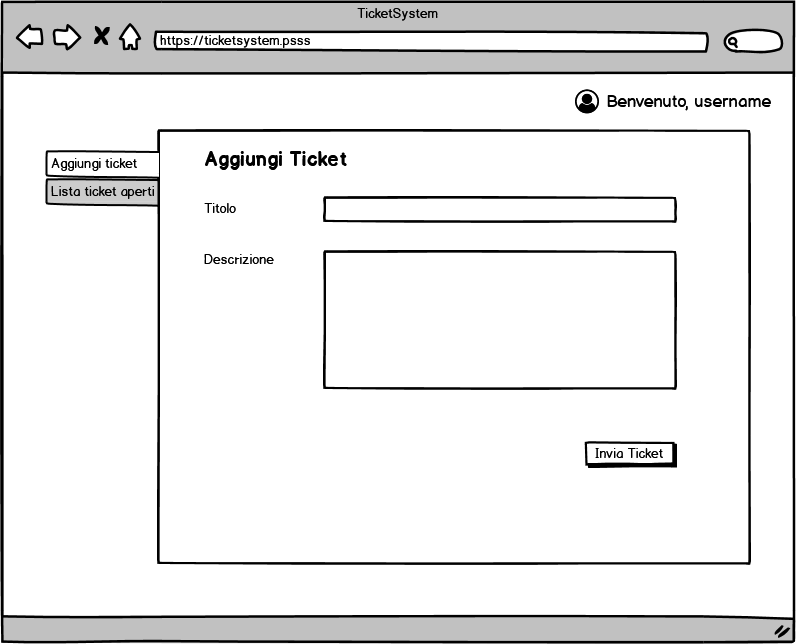 TicketSystem
https://ticketsystem.psss
Benvenuto, username
Aggiungi ticket
Lista ticket aperti
Aggiungi Ticket
Titolo
Descrizione
Invia Ticket